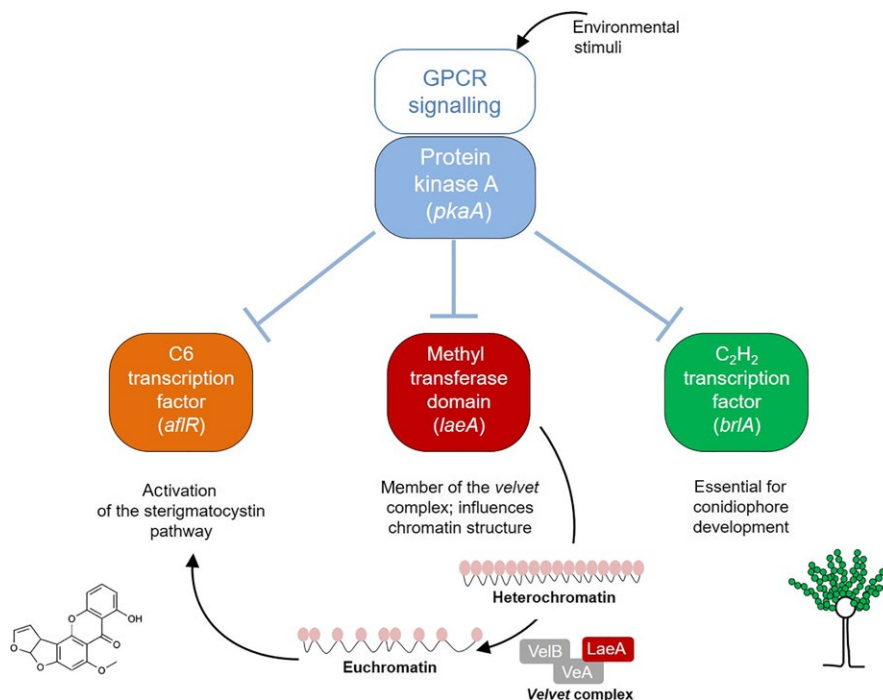 Environmental
stimuli
GPCR
signalling
Protein
kinase A
(pkaA)
C6
transcription
factor
(aflR)
Methyl
transferase
domain
(laeA)
C₂H₂
transcription
factor
(brlA)
Activation
of the sterigmatocystin
pathway
Member of the velvet
complex; influences
chromatin structure
Essential for
conidiophore
development
Heterochromatin
Euchromatin
VelB
LaeA
VeA
Velvet complex
O
OH
O
O
O
O